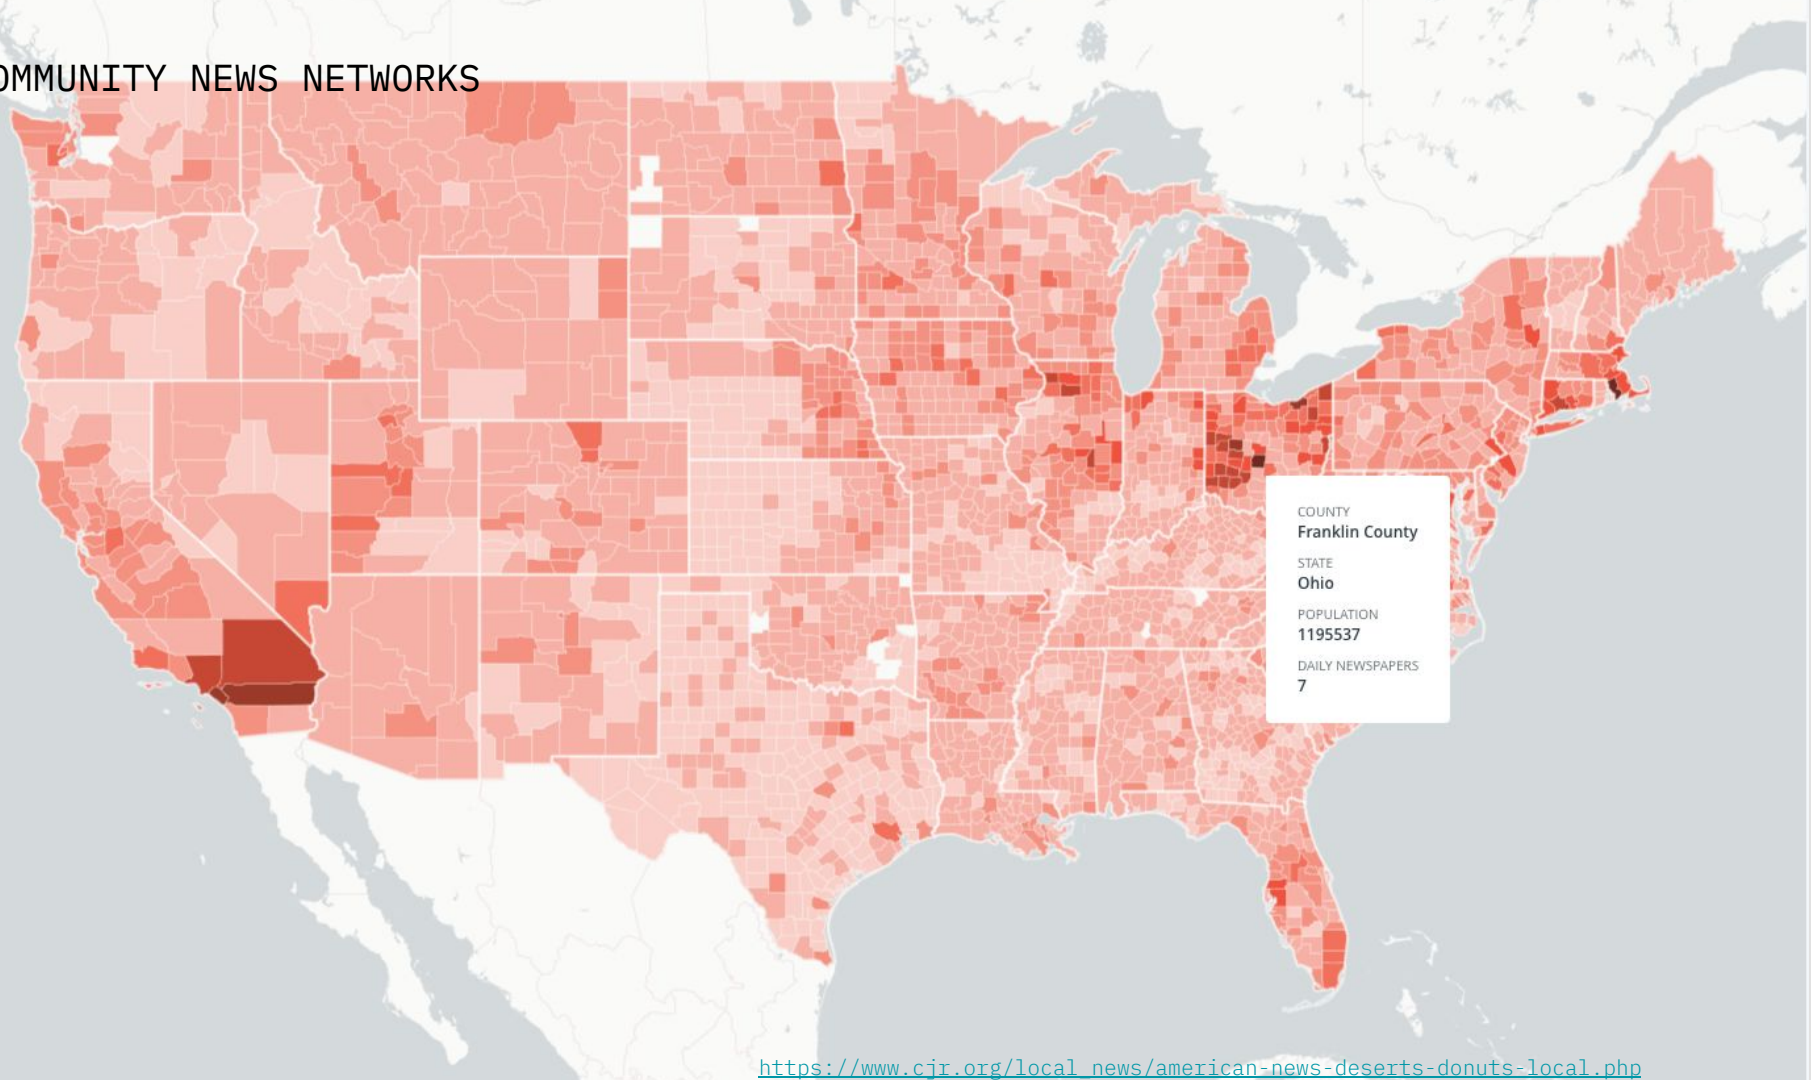 OMMUNITY NEWS NETWORKS
COUNTY
Franklin County
STATE
Ohio
POPULATION
1195537
DAILY NEWSPAPERS
7
https://www.cjr.org/local_news/american-news-deserts-donuts-local.php